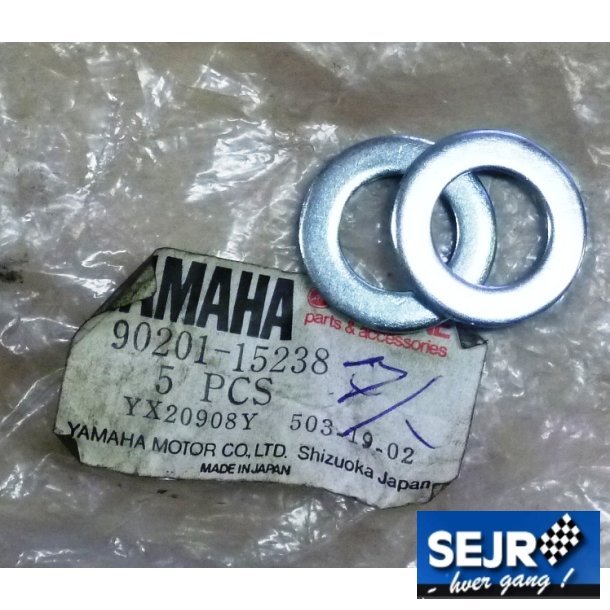 YAMAHA
parts & accessories
90201-15238
5 PCS
YX20908Y 503-19-02
YAMAHA MOTOR CO., LTD. Shizuoka Japan
MADE IN JAPAN
SEJR
- hver gang !